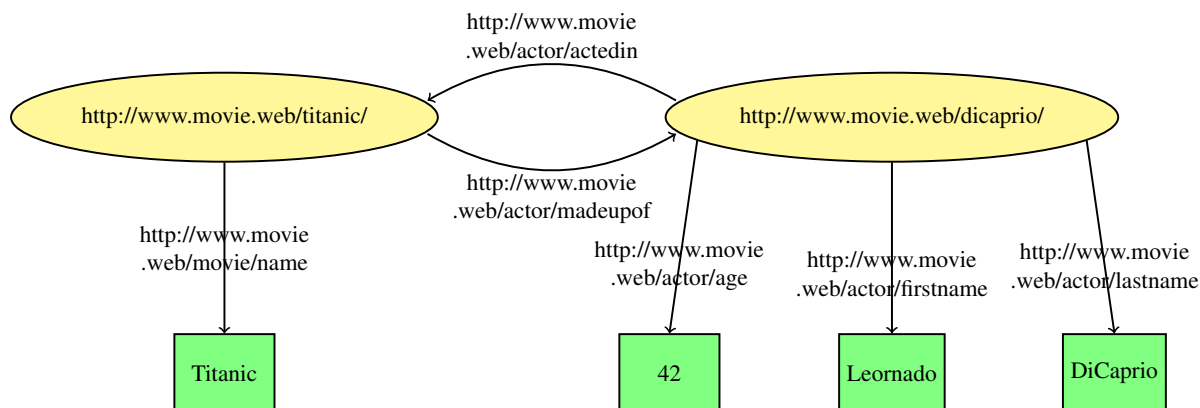 http://www.movie
.web/actor/actedin
http://www.movie.web/titanic/
http://www.movie.web/dicaprio/
http://www.movie
.web/actor/madeupof
http://www.movie
.web/movie/name
http://www.movie
.web/actor/age
http://www.movie
.web/actor/firstname
http://www.movie
.web/actor/lastname
Titanic
42
Leornado
DiCaprio